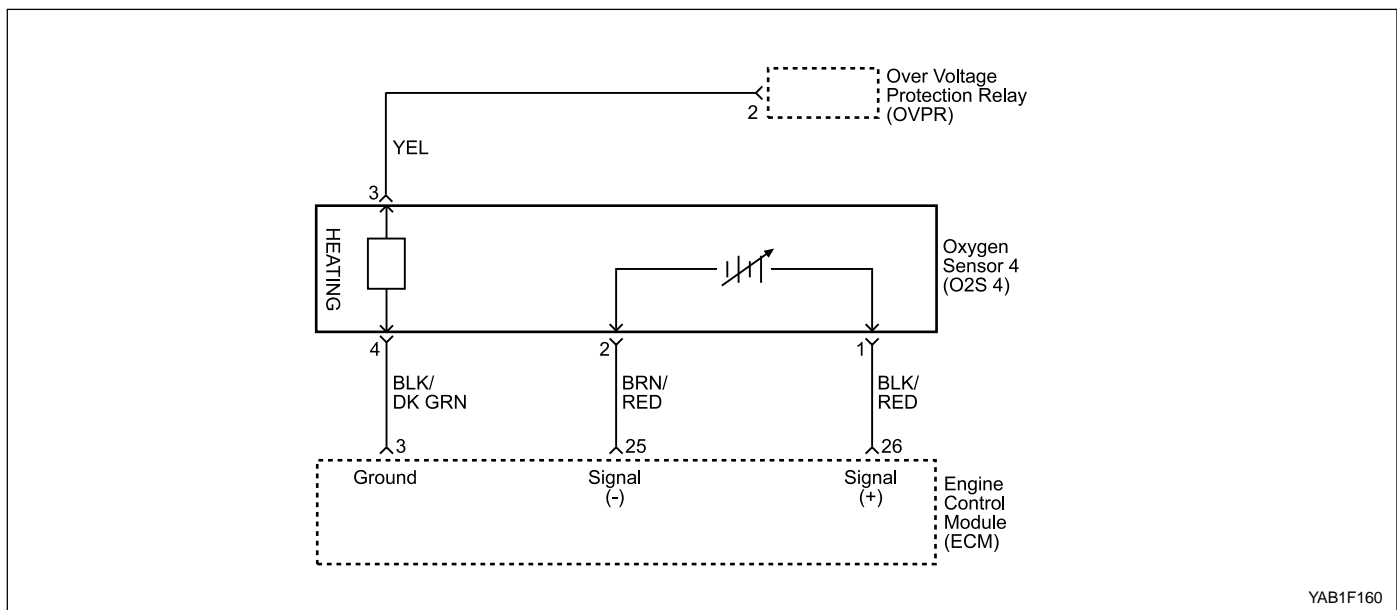 Over Voltage
Protection Relay
(OVPR)
2
YEL
3
HEATING
Oxygen
Sensor 4
(O2S 4)
4
2
1
BLK/
DK GRN
BRN/
RED
BLK/
RED
3
25
26
Ground
Signal
(-)
Signal
(+)
Engine
Control
Module
(ECM)
YAB1F160